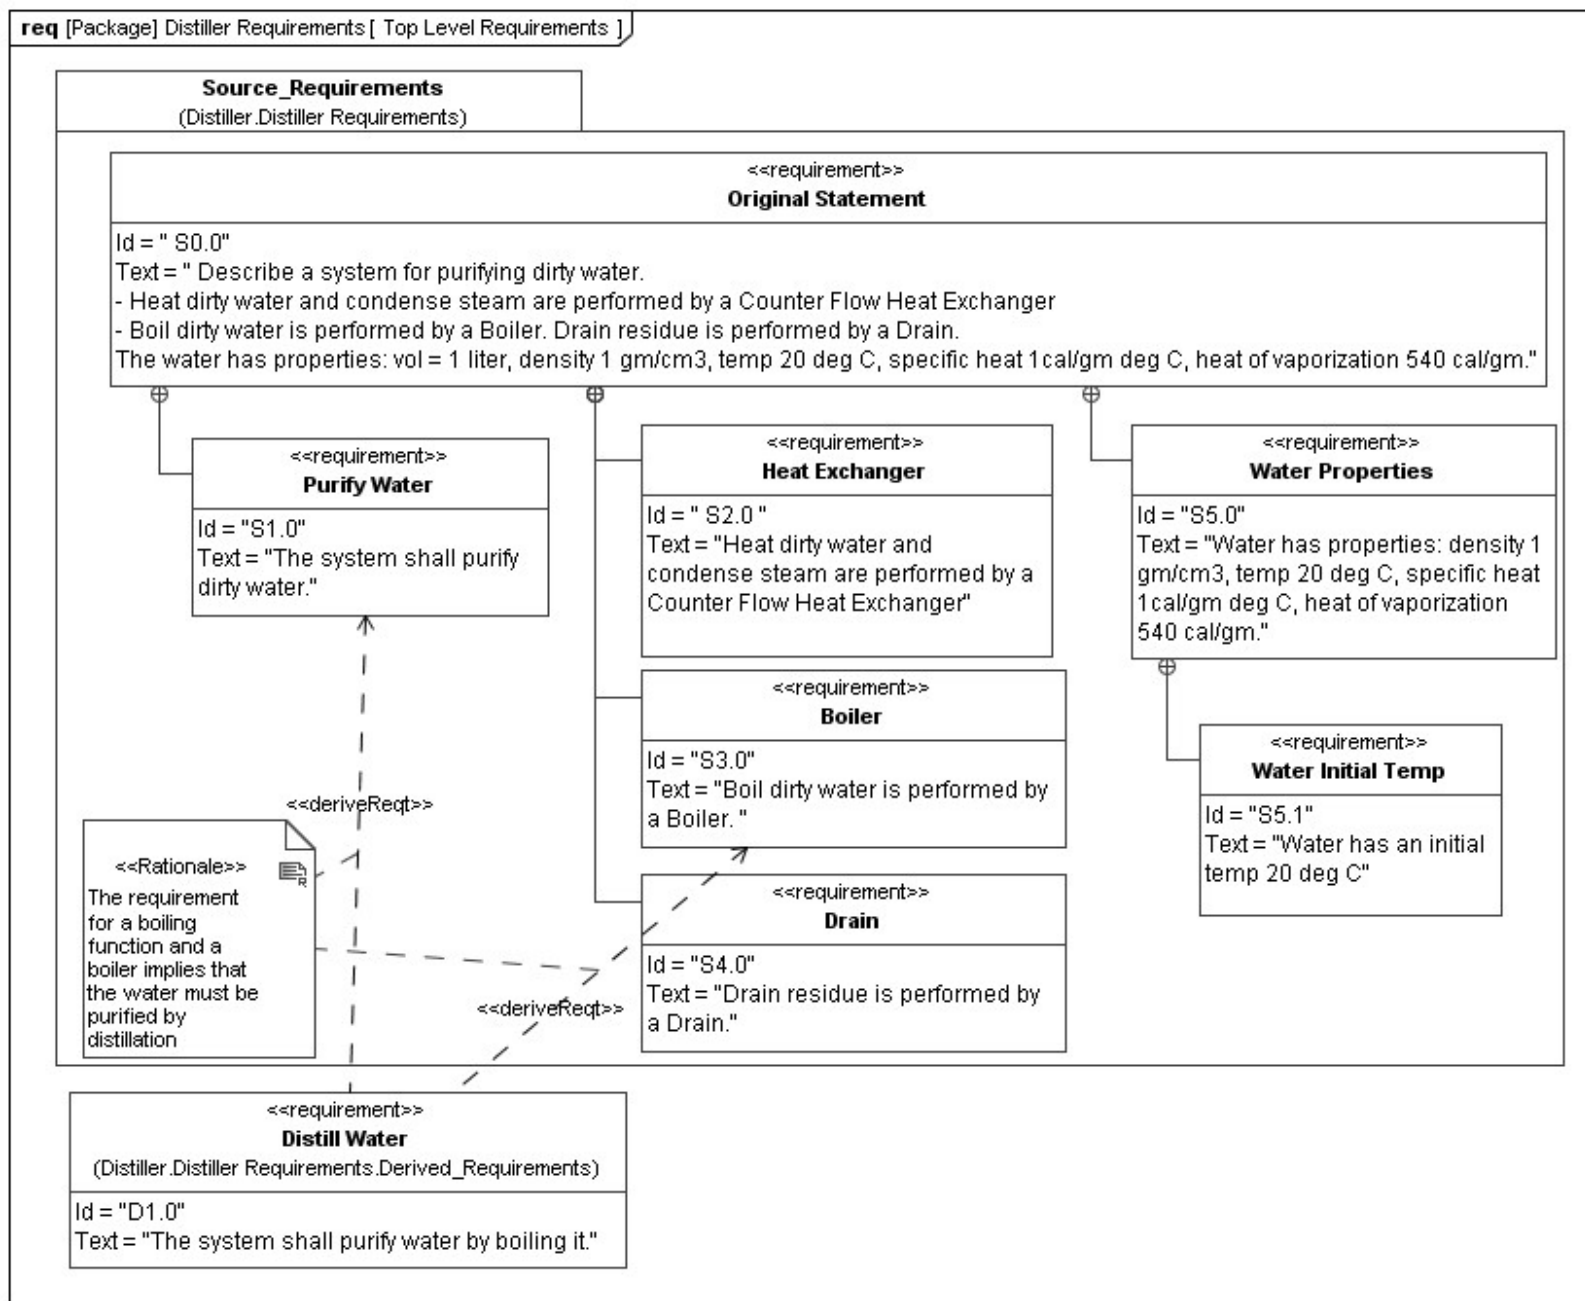 req [Package] Distiller Requirements [ Top Level Requirements ]
Source_Requirements
(Distiller.Distiller Requirements)
<<requirement>>
Original Statement
Id = " S0.0"
Text = " Describe a system for purifying dirty water.
- Heat dirty water and condense steam are performed by a Counter Flow Heat Exchanger
- Boil dirty water is performed by a Boiler. Drain residue is performed by a Drain.
The water has properties: vol = 1 liter, density 1 gm/cm3, temp 20 deg C, specific heat 1cal/gm deg C, heat of vaporization 540 cal/gm."
<<requirement>>
Purify Water
Id = "S1.0"
Text = "The system shall purify
dirty water."
<<requirement>>
Heat Exchanger
Id = " S2.0 "
Text = "Heat dirty water and
condense steam are performed by a
Counter Flow Heat Exchanger"
<<requirement>>
Water Properties
Id = "S5.0"
Text = "Water has properties: density 1
gm/cm3, temp 20 deg C, specific heat
1cal/gm deg C, heat of vaporization
540 cal/gm."
<<requirement>>
Boiler
Id = "S3.0"
Text = "Boil dirty water is performed by
a Boiler. "
<<requirement>>
Water Initial Temp
Id = "S5.1"
Text = "Water has an initial
temp 20 deg C"
<<deriveReqt>>
<<Rationale>>
R
The requirement
for a boiling
function and a
boiler implies that
the water must be
purified by
distillation
<<requirement>>
Drain
Id = "S4.0"
Text = "Drain residue is performed by
a Drain."
<<deriveReqt>>
<<requirement>>
Distill Water
(Distiller.Distiller Requirements.Derived_Requirements)
Id = "D1.0"
Text = "The system shall purify water by boiling it."